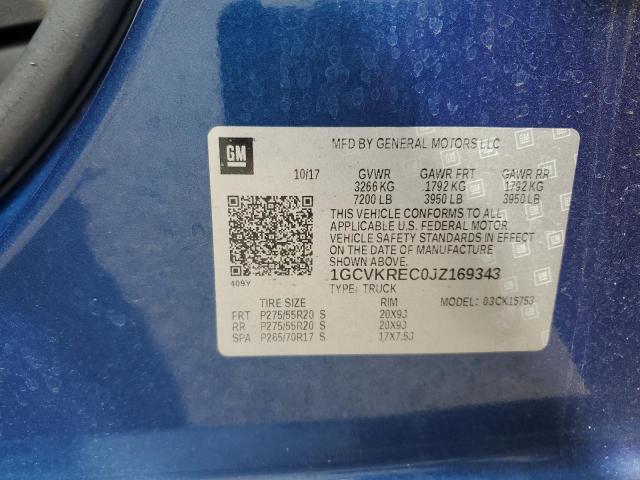 GM
MFD BY GENERAL MOTORS LLC
10/17 GVWR GAWR FRT GAWR RR
3266 KG 1792 KG 1792 KG
7200 LB 3950 LB 3950 LB
THIS VEHICLE CONFORMS TO ALL
APPLICABLE U.S. FEDERAL MOTOR
VEHICLE SAFETY STANDARDS IN EFFECT
ON THE DATE OF MANUFACTURE
SHOWN ABOVE.
1GCVKREC0JZ169343
409Y TYPE: TRUCK
TIRE SIZE RIM MODEL: 03CK15753
FRT P275/55R20 S 20X9J
RR P275/55R20 S 20X9J
SPA P265/70R17 S 17X7.5J